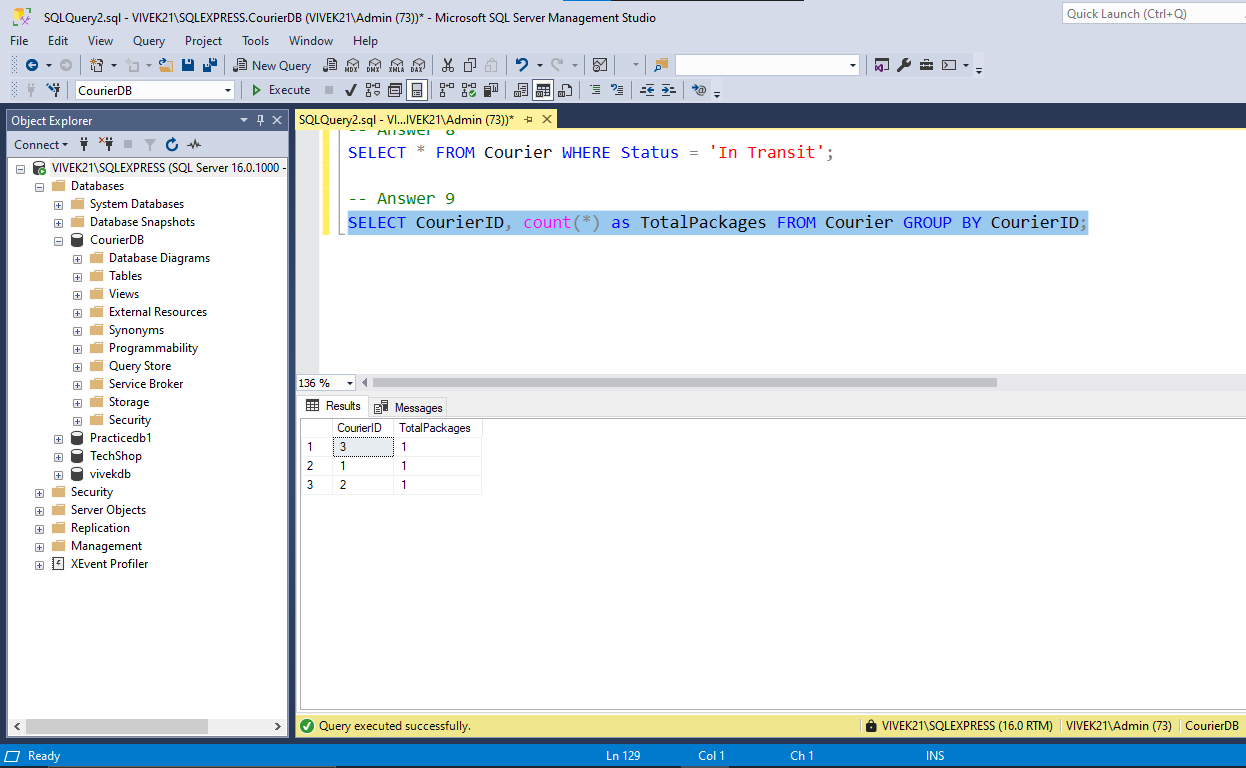 SQLQuery2.sql - VIVEK21\SQLEXPRESS.CourierDB (VIVEK21\Admin (73))* - Microsoft SQL Server Management Studio
Quick Launch (Ctrl+Q)
File Edit View Query Project Tools Window Help
New Query MDX DMX XMLA DAX
CourierDB Execute
Object Explorer
SQLQuery2.sql - VI...IVEK21\Admin (73))*
Connect
VIVEK21\SQLEXPRESS (SQL Server 16.0.1000 -
Databases
System Databases
Database Snapshots
CourierDB
Database Diagrams
Tables
Views
External Resources
Synonyms
Programmability
Query Store
Service Broker
Storage
Security
Practicedb1
TechShop
vivekdb
Security
Server Objects
Replication
Management
XEvent Profiler
-- Answer 8
SELECT * FROM Courier WHERE Status = 'In Transit';
-- Answer 9
SELECT CourierID, count(*) as TotalPackages FROM Courier GROUP BY CourierID;
136 %
Results Messages
CourierID TotalPackages
1 3 1
2 1 1
3 2 1
Query executed successfully.
VIVEK21\SQLEXPRESS (16.0 RTM) VIVEK21\Admin (73) CourierDB
Ready Ln 129 Col 1 Ch 1 INS